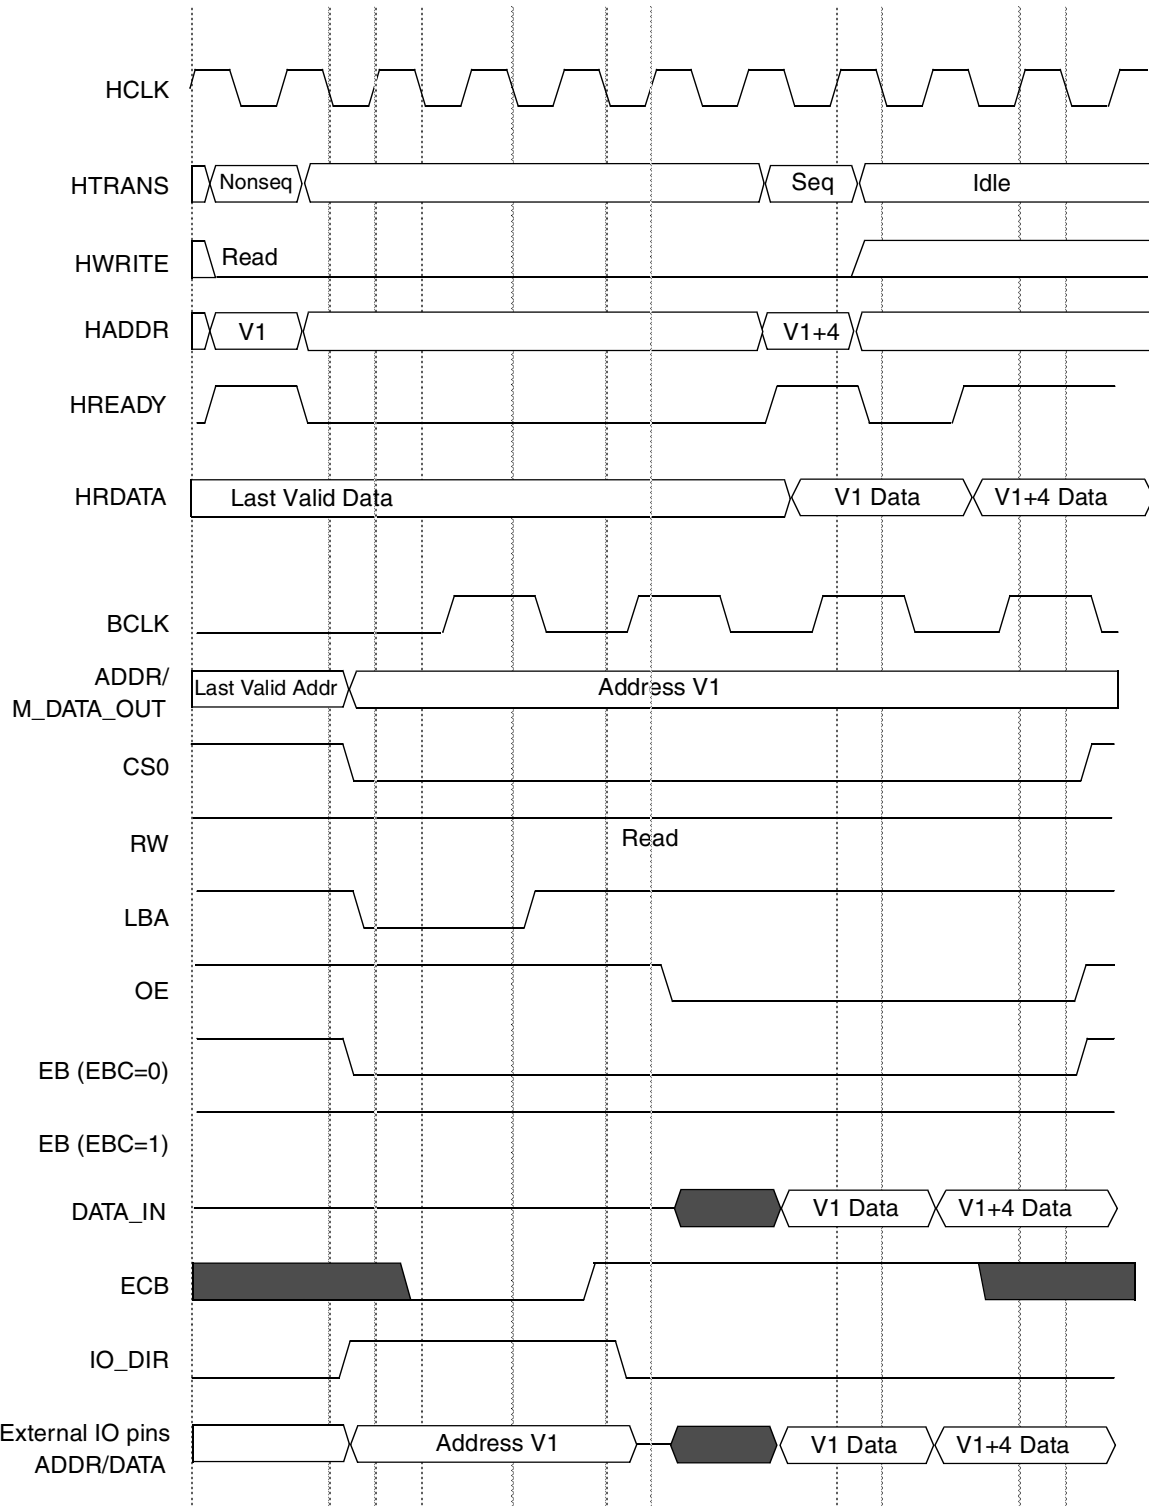 HCLK
HTRANS Nonseq Seq Idle
HWRITE Read
HADDR V1 V1+4
HREADY
HRDATA Last Valid Data V1 Data V1+4 Data
BCLK
ADDR/
M_DATA_OUT Last Valid Addr Address V1
CS0
RW Read
LBA
OE
EB (EBC=0)
EB (EBC=1)
DATA_IN V1 Data V1+4 Data
ECB
IO_DIR
External IO pins
ADDR/DATA Address V1 V1 Data V1+4 Data